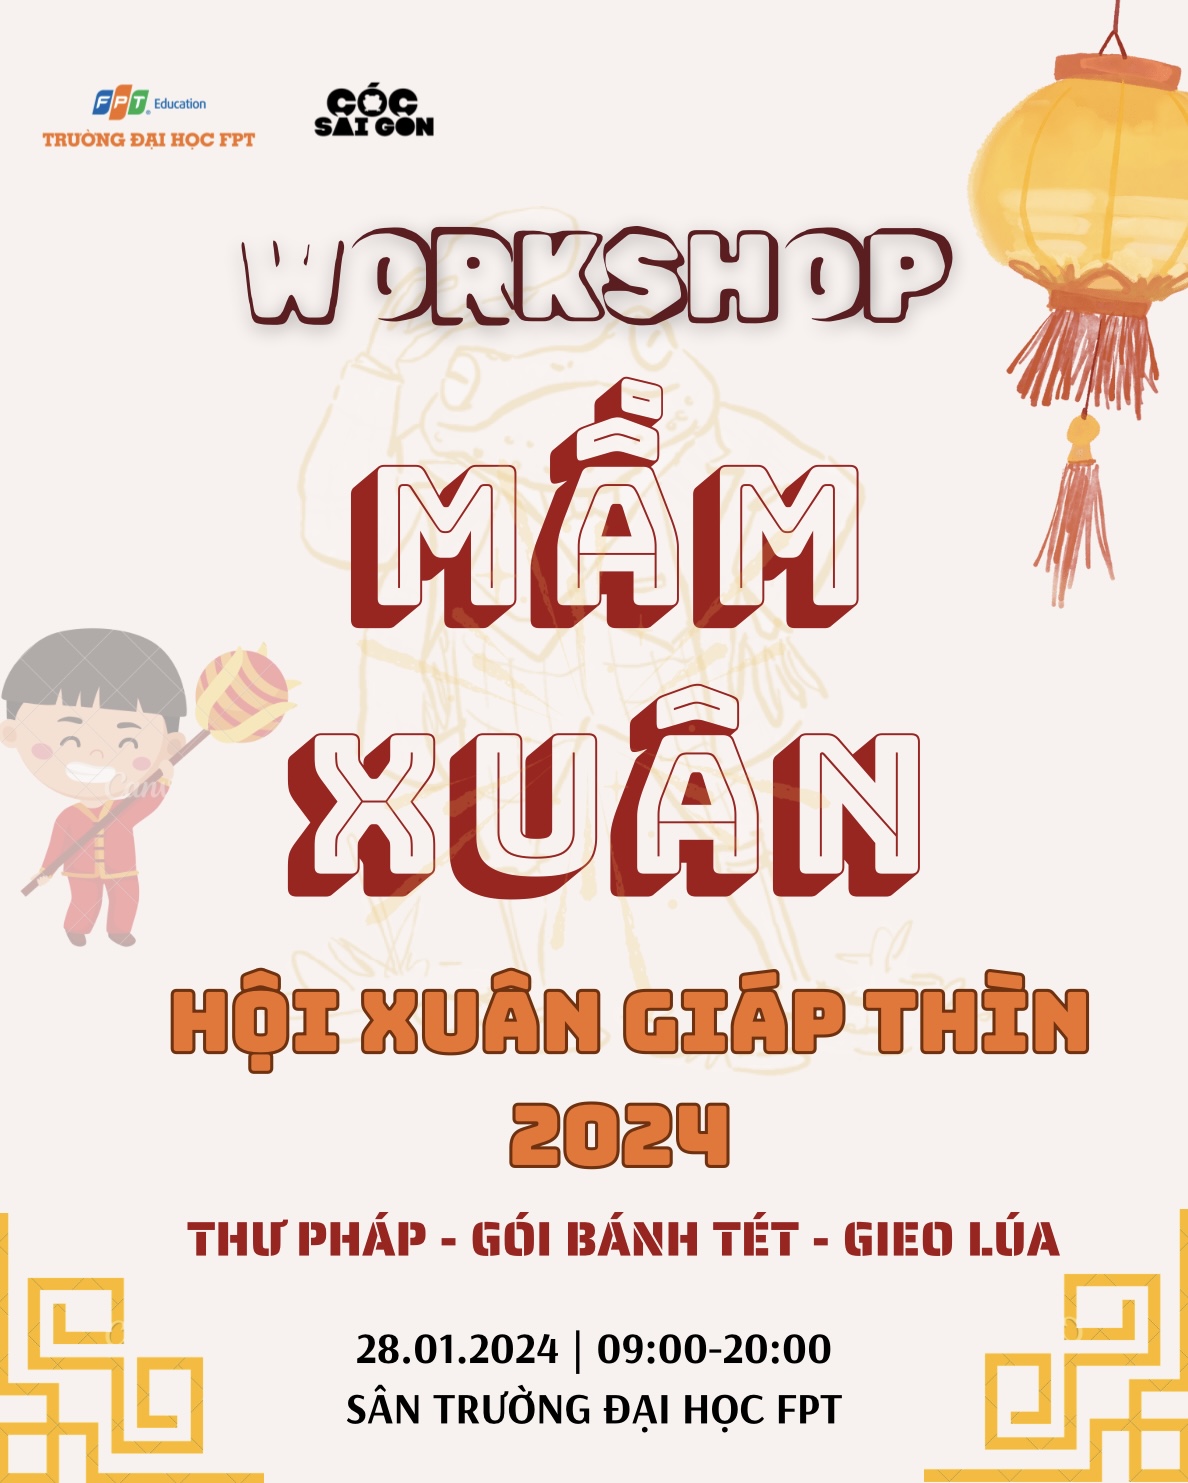 FPT Education
TRƯỜNG ĐẠI HỌC FPT
CÓC
SÀI GÒN
WORKSHOP
MẦM
XUÂN
HỘI XUÂN GIÁP THÌN
2024
THƯ PHÁP - GÓI BÁNH TÉT - GIEO LÚA
28.01.2024 | 09:00-20:00
SÂN TRƯỜNG ĐẠI HỌC FPT